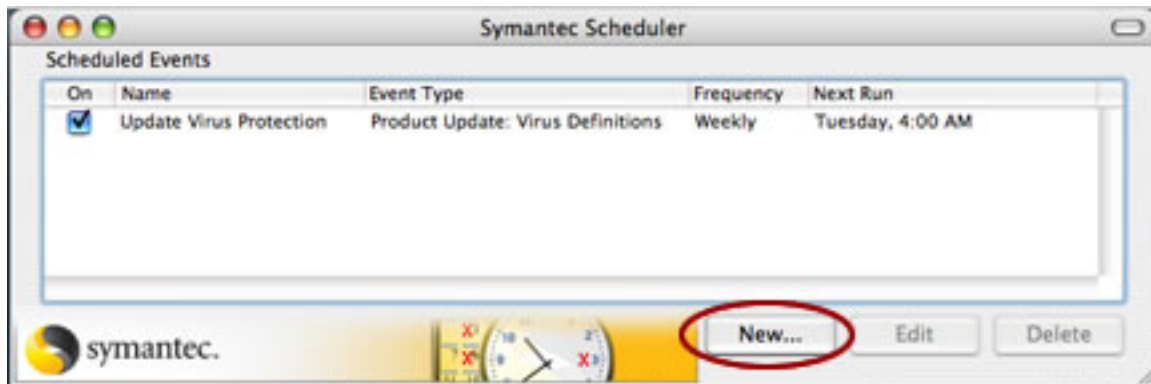 Symantec Scheduler
Scheduled Events
On Name Event Type Frequency Next Run
Update Virus Protection Product Update: Virus Definitions Weekly Tuesday, 4:00 AM
symantec.
New... Edit Delete